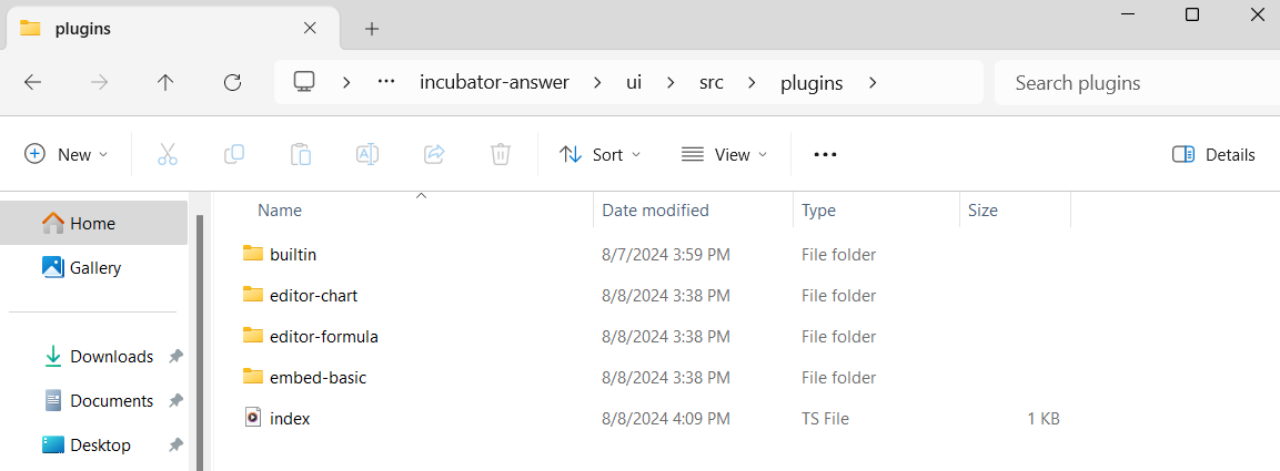 plugins
incubator-answer ui src plugins Search plugins
New Sort View Details
Home
Gallery
Downloads
Documents
Desktop
Name Date modified Type Size
builtin 8/7/2024 3:59 PM File folder
editor-chart 8/8/2024 3:38 PM File folder
editor-formula 8/8/2024 3:38 PM File folder
embed-basic 8/8/2024 3:38 PM File folder
index 8/8/2024 4:09 PM TS File 1 KB